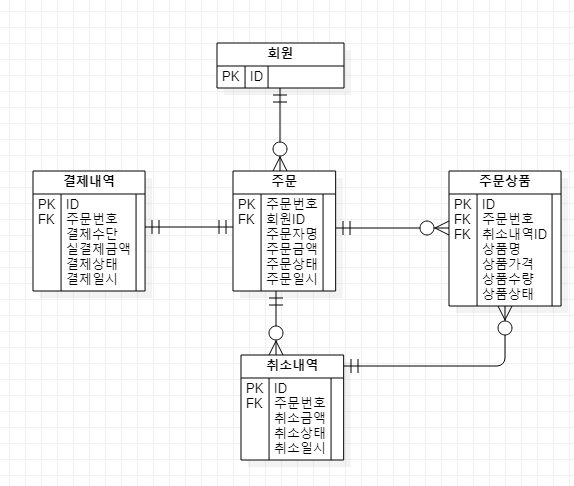 회원
PK ID
결제내역
PK ID
FK 주문번호
결제수단
실결제금액
결제상태
결제일시
주문
PK 주문번호
FK 회원ID
주문자명
주문금액
주문상태
주문일시
주문상품
PK ID
FK 주문번호
FK 취소내역ID
상품명
상품가격
상품수량
상품상태
취소내역
PK ID
FK 주문번호
취소금액
취소상태
취소일시